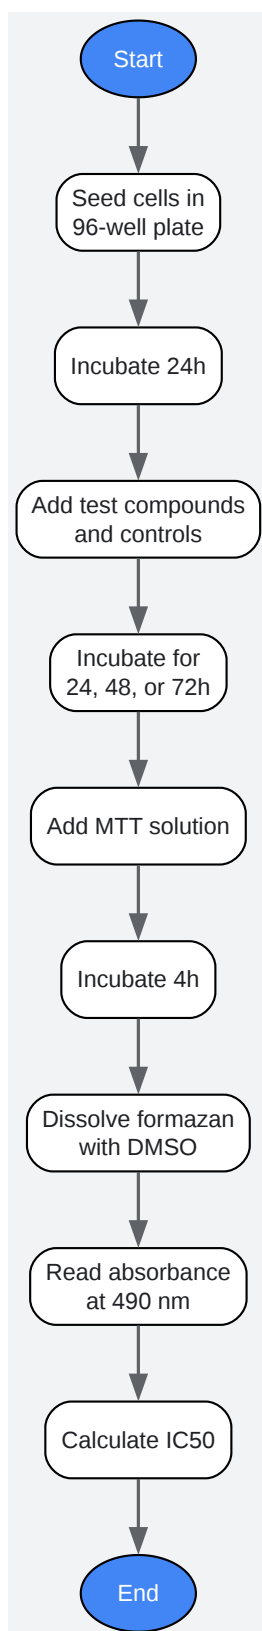 Start
Seed cells in
96-well plate
Incubate 24h
Add test compounds
and controls
Incubate for
24, 48, or 72h
Add MTT solution
Incubate 4h
Dissolve formazan
with DMSO
Read absorbance
at 490 nm
Calculate IC50
End